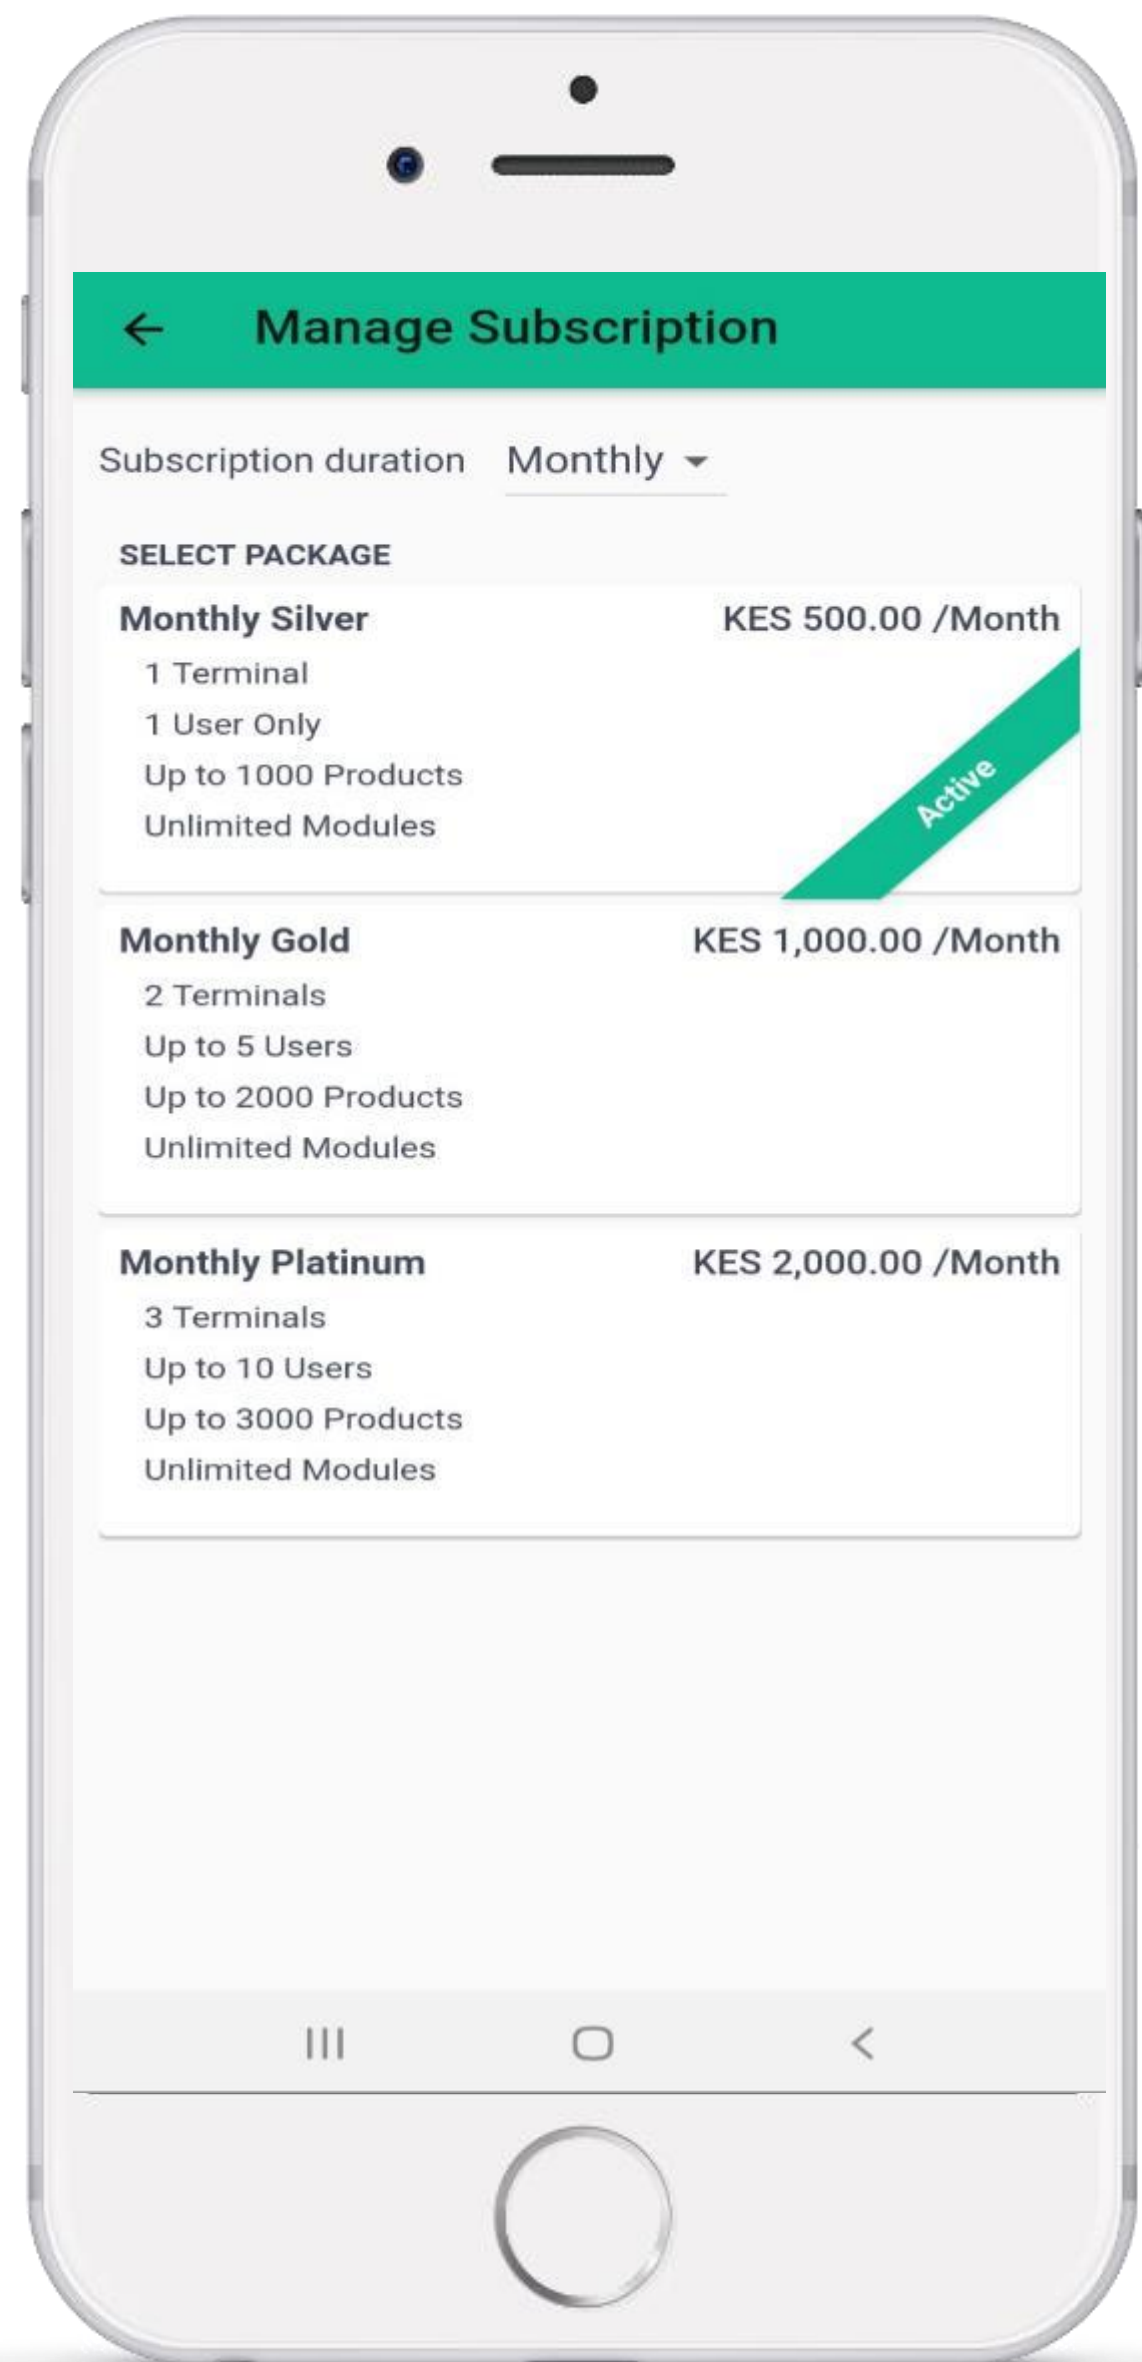 Manage Subscription
Subscription duration Monthly
SELECT PACKAGE
Monthly Silver KES 500.00 /Month
1 Terminal
1 User Only
Up to 1000 Products
Unlimited Modules
Active
Monthly Gold KES 1,000.00 /Month
2 Terminals
Up to 5 Users
Up to 2000 Products
Unlimited Modules
Monthly Platinum KES 2,000.00 /Month
3 Terminals
Up to 10 Users
Up to 3000 Products
Unlimited Modules